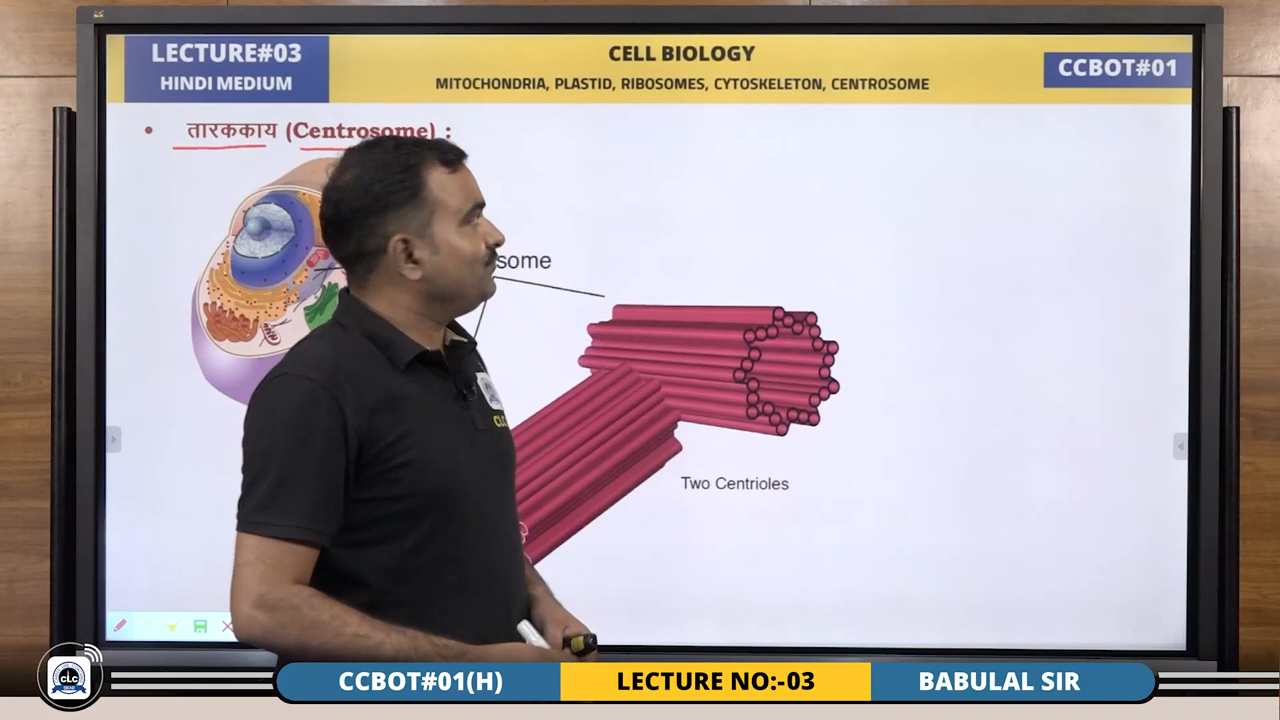 LECTURE#03
HINDI MEDIUM
CELL BIOLOGY
MITOCHONDRIA, PLASTID, RIBOSOMES, CYTOSKELETON, CENTROSOME
CCBOT#01
• तारककाय (Centrosome) :
some
Two Centrioles
CLC
CCBOT#01(H)
LECTURE NO:-03
BABULAL SIR